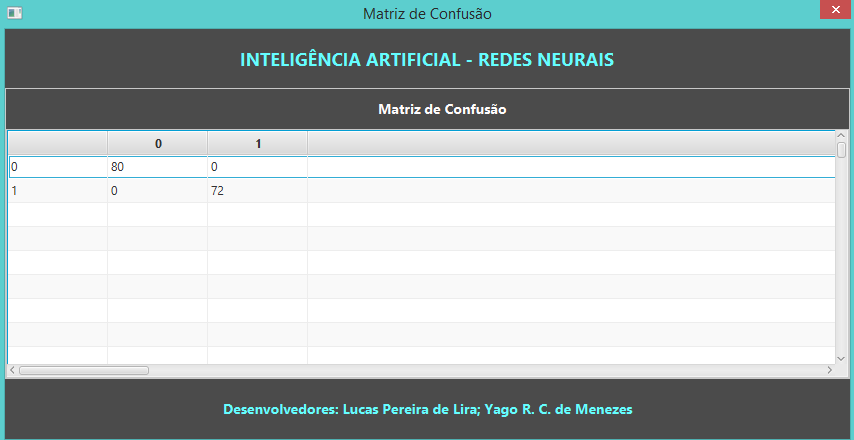 Matriz de Confusão
INTELIGÊNCIA ARTIFICIAL - REDES NEURAIS
Matriz de Confusão
0 1
0 80 0
1 0 72
Desenvolvedores: Lucas Pereira de Lira; Yago R. C. de Menezes